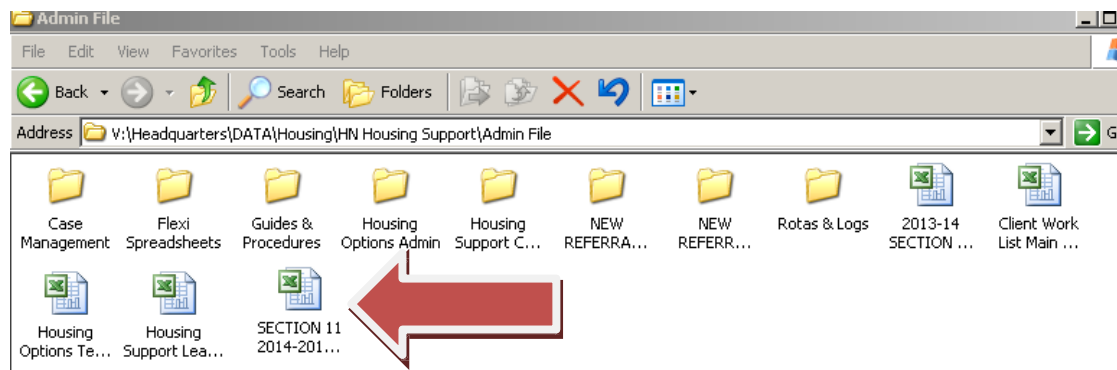 Admin File
File Edit View Favorites Tools Help
Back Search Folders
Address V:\Headquarters\DATA\Housing\HN Housing Support\Admin File
Case Management
Flexi Spreadsheets
Guides & Procedures
Housing Options Admin
Housing Support C...
NEW REFERRA...
NEW REFERR...
Rotas & Logs
2013-14 SECTION ...
Client Work List Main ...
Housing Options Te...
Housing Support Lea...
SECTION 11 2014-201...